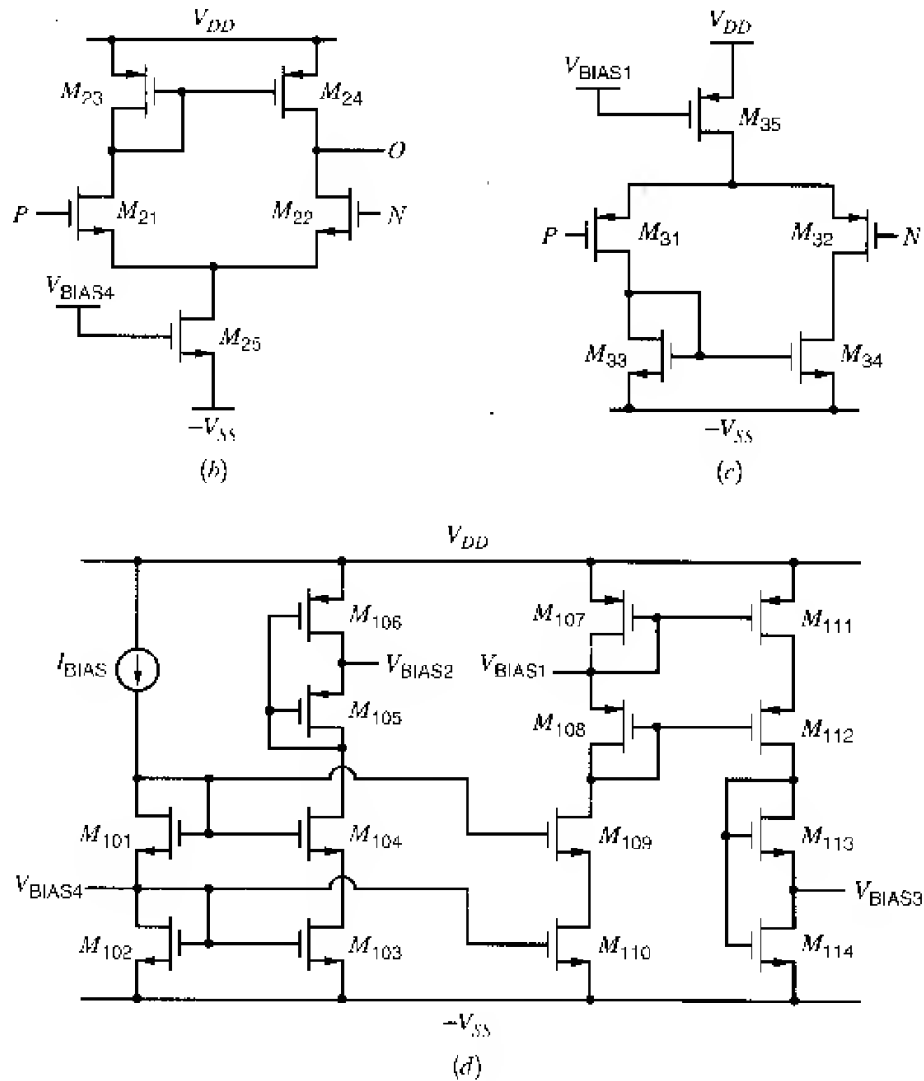 V_DD
M_23
M_24
O
P
M_21
M_22
N
V_BIAS4
M_25
−V_SS
(b)
V_DD
V_BIAS1
M_35
P
M_31
M_32
N
M_33
M_34
−V_SS
(c)
V_DD
M_106
M_107
M_111
I_BIAS
V_BIAS2
V_BIAS1
M_105
M_108
M_112
M_101
M_104
M_109
M_113
V_BIAS4
V_BIAS3
M_102
M_103
M_110
M_114
−V_SS
(d)